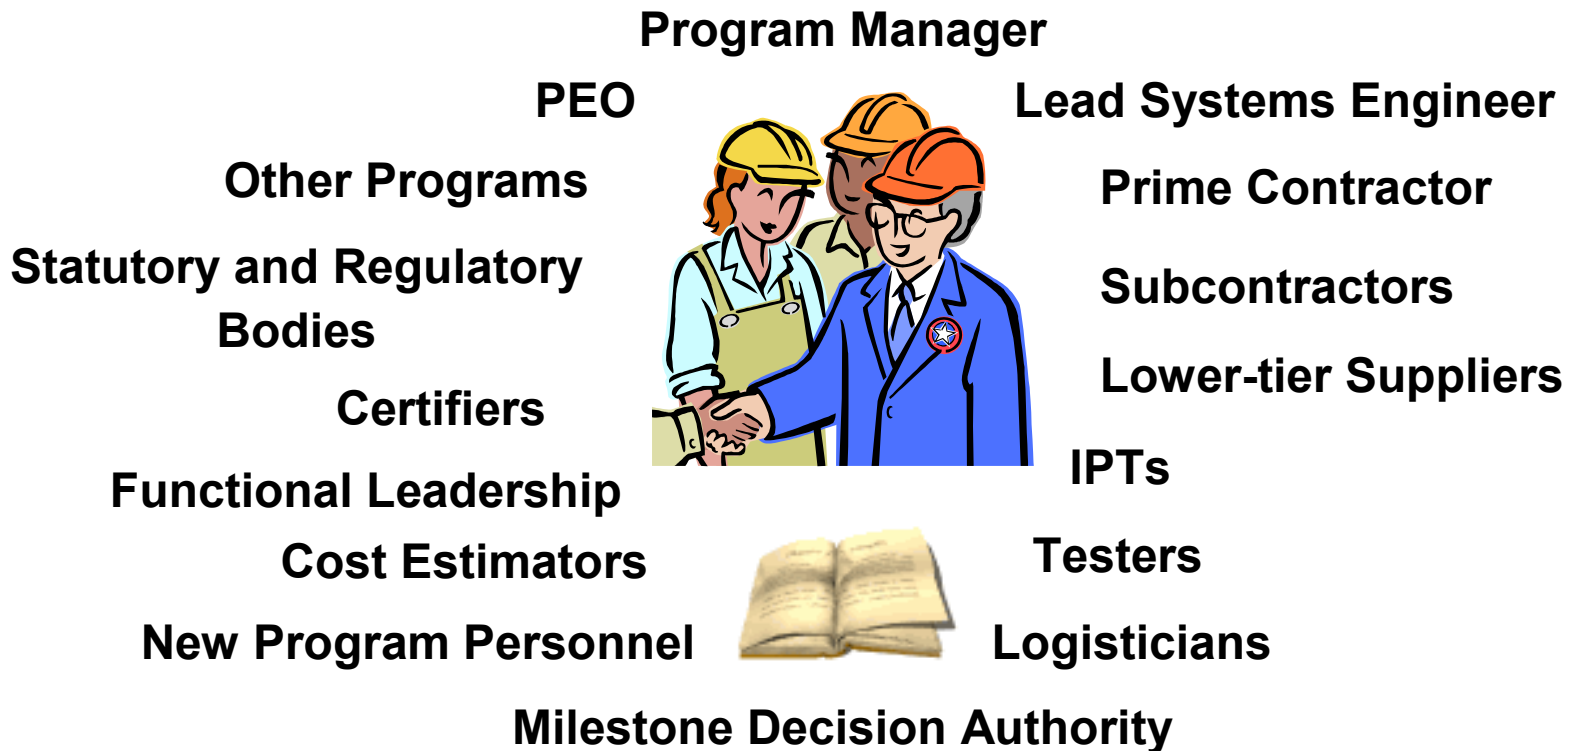 Program Manager
PEO
Lead Systems Engineer
Other Programs
Prime Contractor
Statutory and Regulatory
Bodies
Subcontractors
Lower-tier Suppliers
Certifiers
IPTs
Functional Leadership
Cost Estimators
Testers
New Program Personnel
Logisticians
Milestone Decision Authority